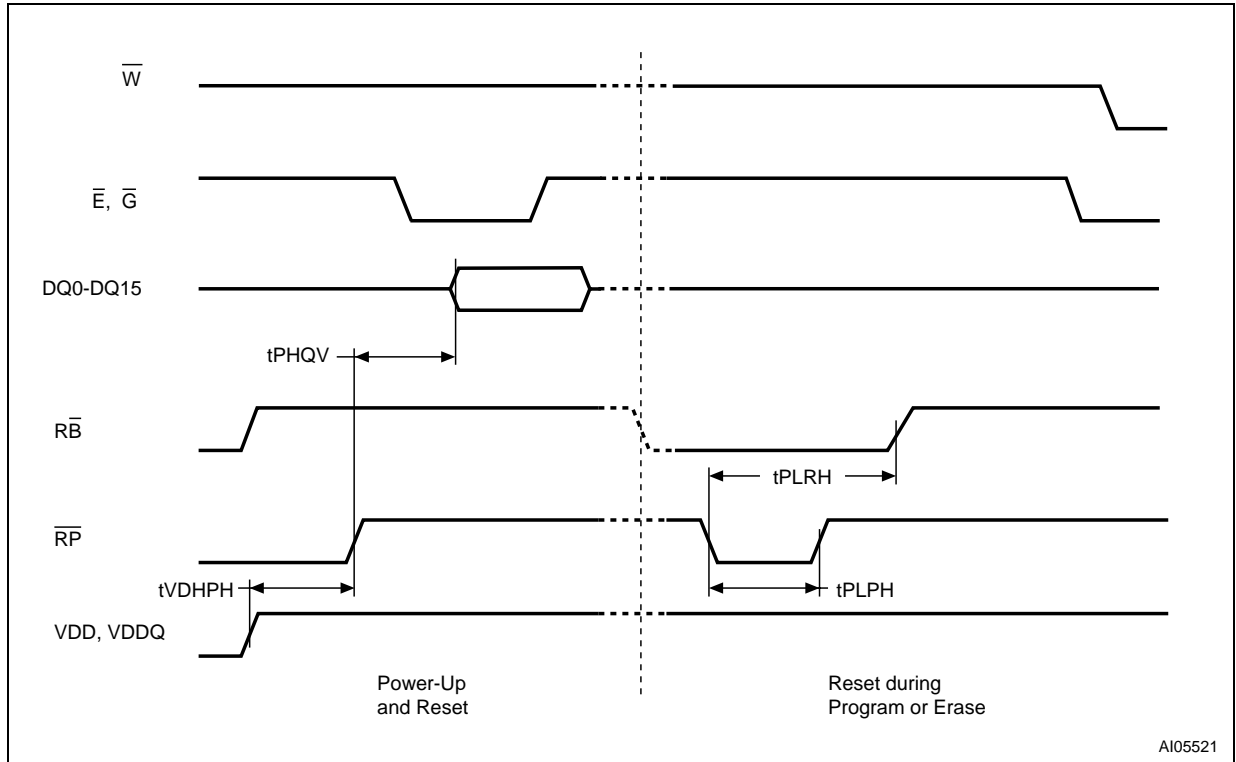 W̅
E̅, G̅
DQ0-DQ15
tPHQV
RB̅
tPLRH
R̅P̅
tVDHPH
tPLPH
VDD, VDDQ
Power-Up
and Reset
Reset during
Program or Erase
AI05521